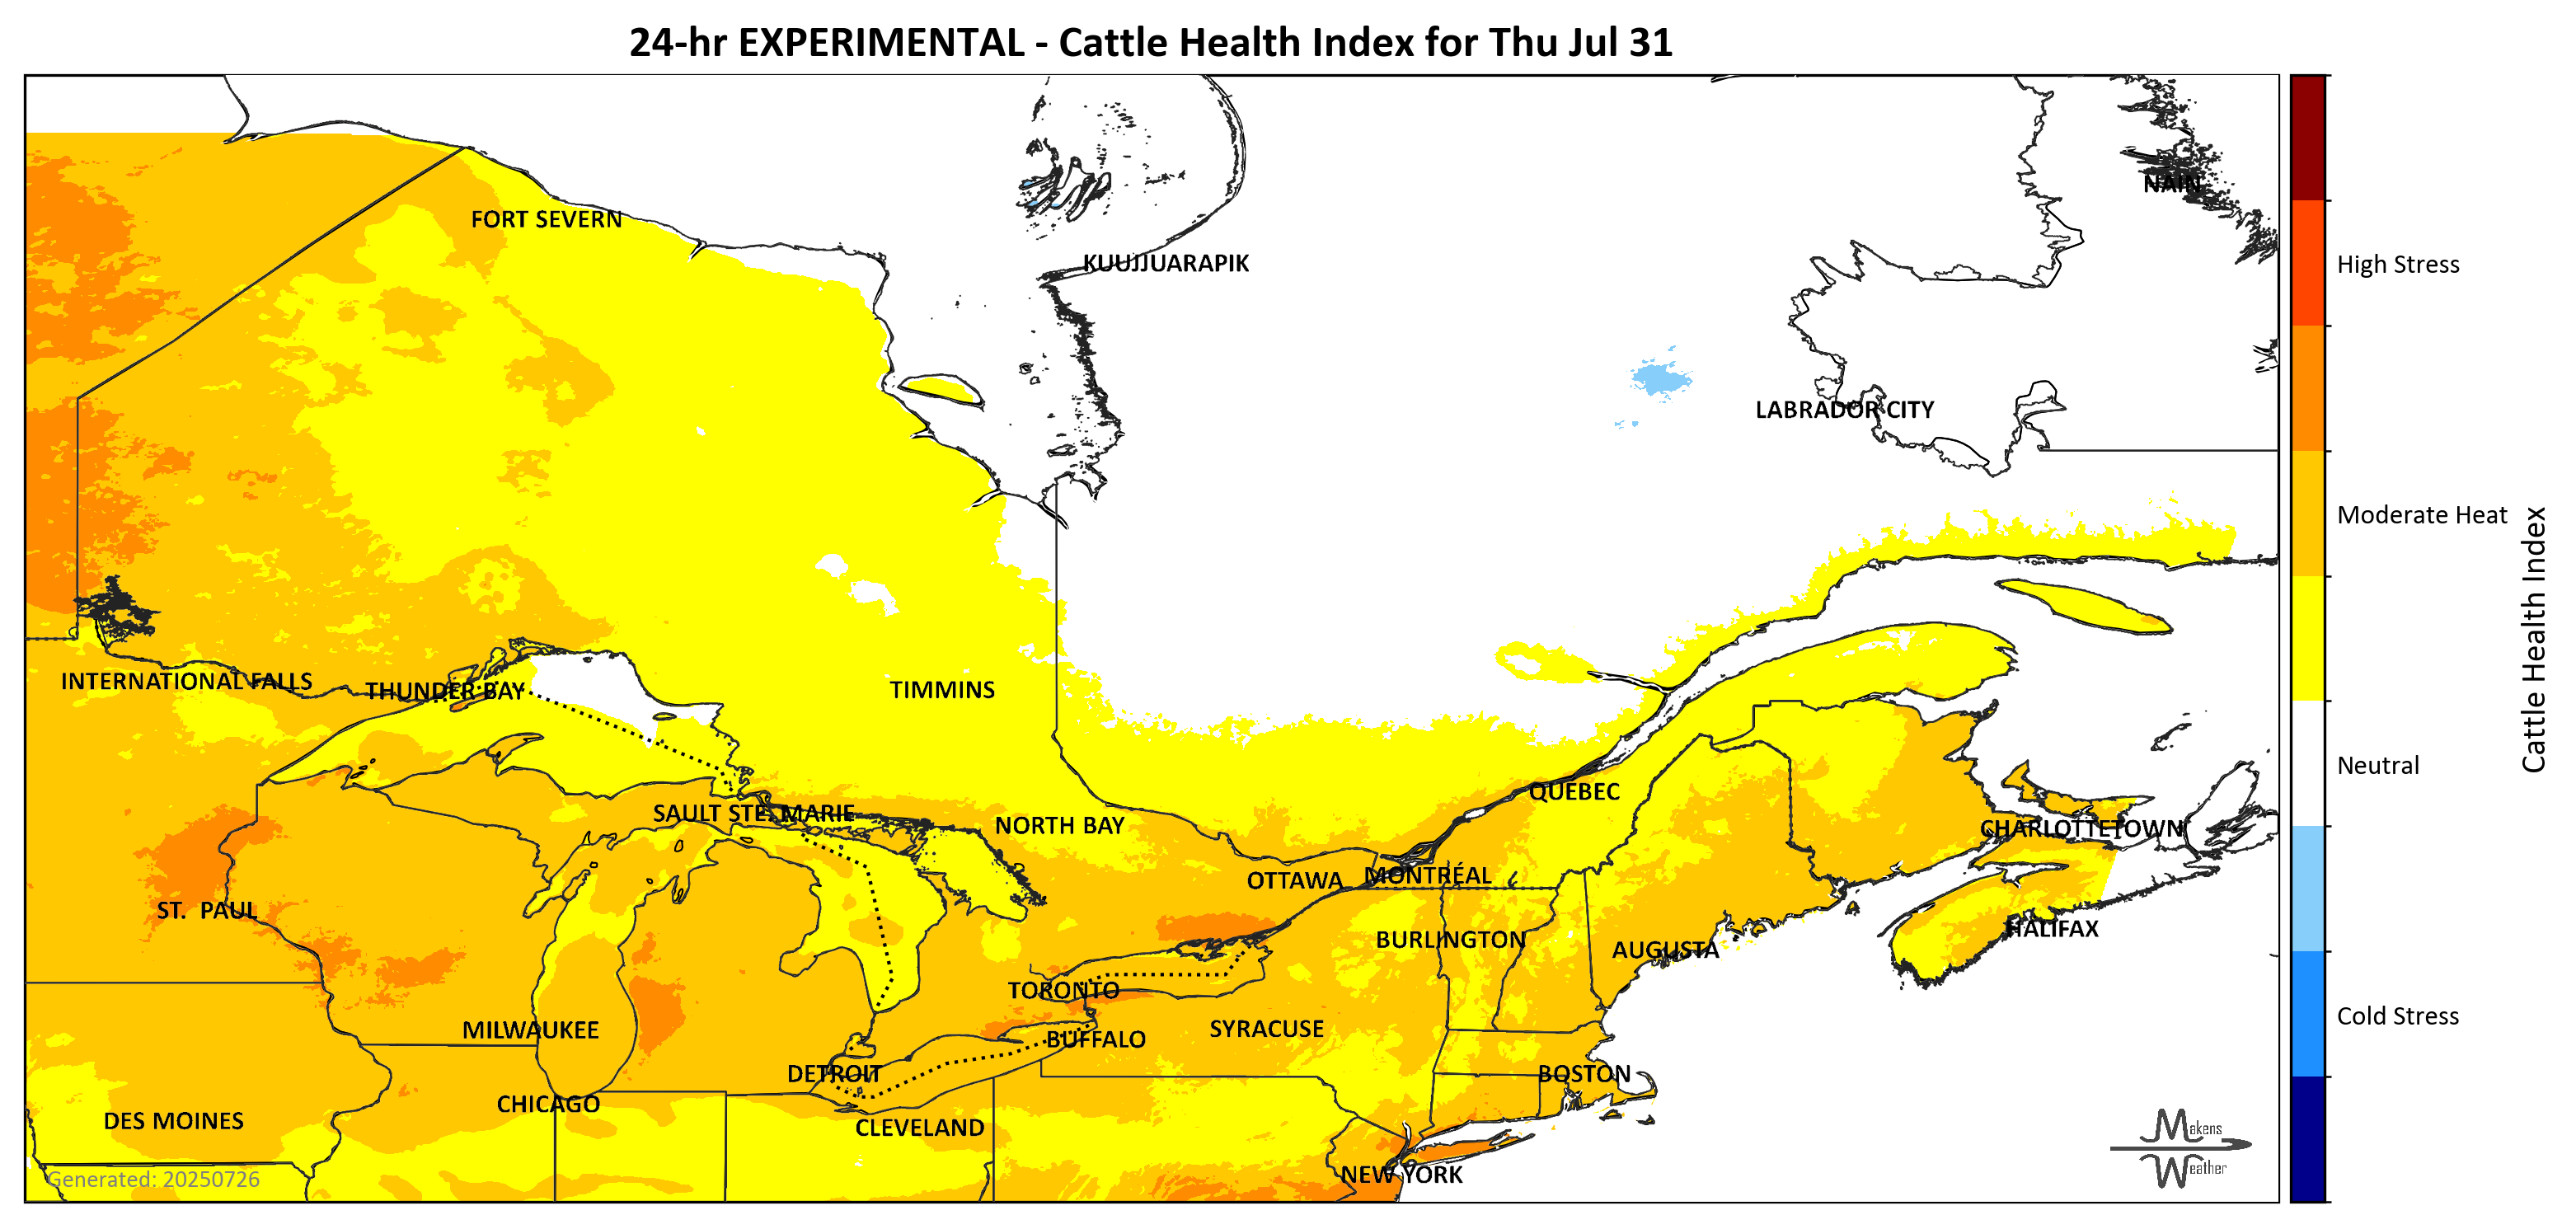 24-hr EXPERIMENTAL - Cattle Health Index for Thu Jul 31
NAIN
FORT SEVERN
KUUJJUARAPIK
High Stress
LABRADOR CITY
Moderate Heat
Cattle Health Index
INTERNATIONAL FALLS
THUNDER BAY
TIMMINS
Neutral
QUEBEC
SAULT STE. MARIE
NORTH BAY
CHARLOTTETOWN
OTTAWA
MONTRÉAL
ST. PAUL
HALIFAX
BURLINGTON
AUGUSTA
TORONTO
Cold Stress
MILWAUKEE
SYRACUSE
BUFFALO
DETROIT
BOSTON
CHICAGO
DES MOINES
CLEVELAND
Makens
Weather
NEW YORK
Generated: 20250726